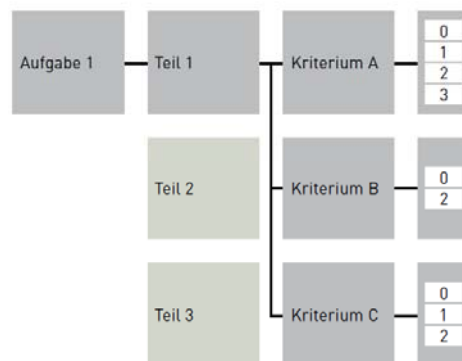 Aufgabe 1
Teil 1
Kriterium A
0
1
2
3
Teil 2
Kriterium B
0
2
Teil 3
Kriterium C
0
1
2